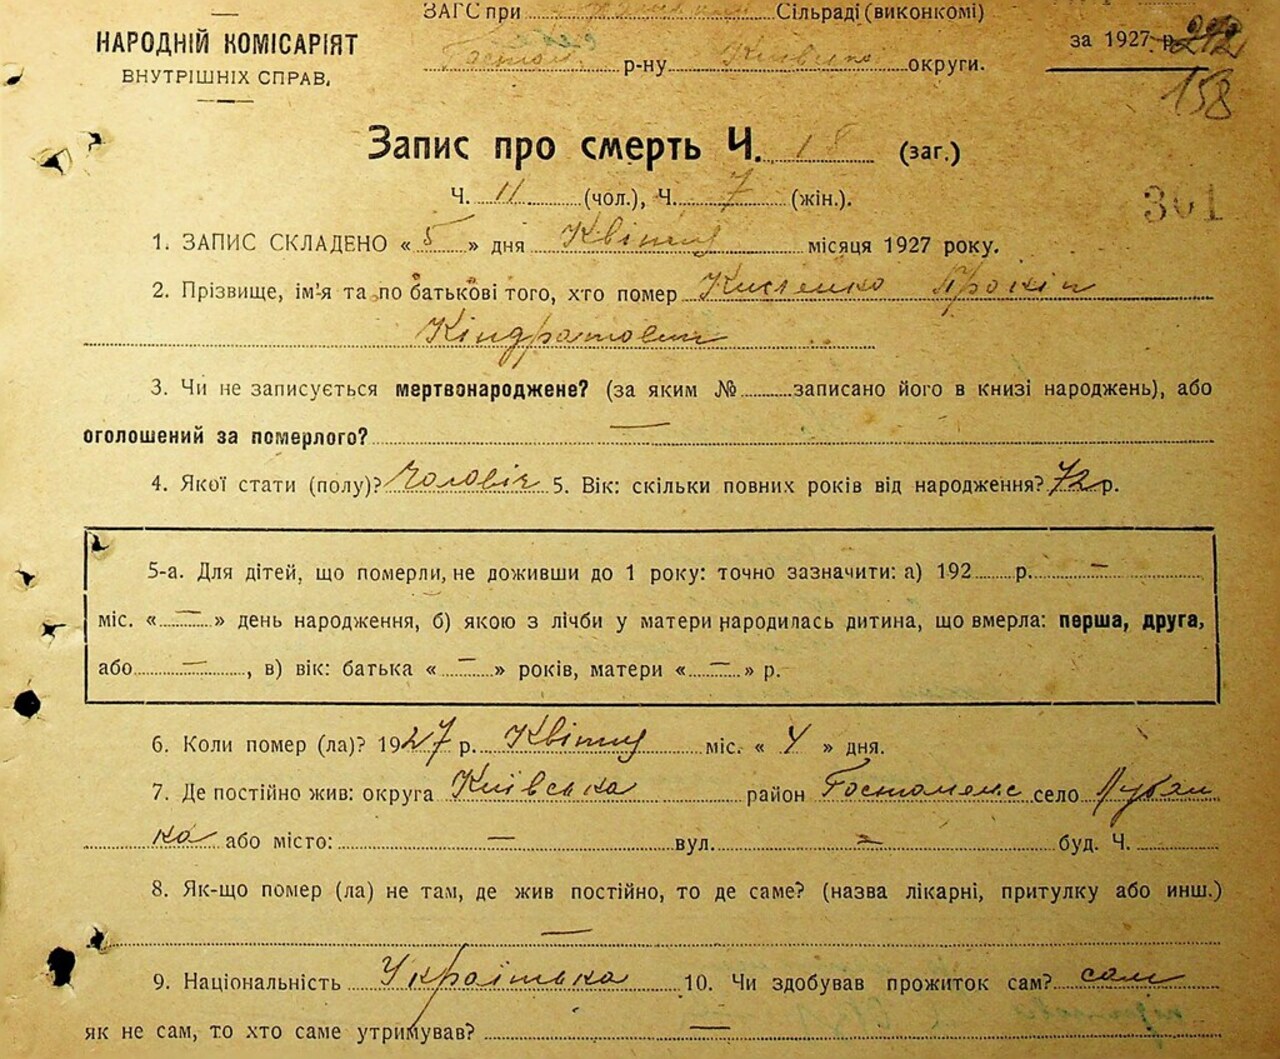 ЗАГС при Сільраді (виконкомі)
НАРОДНІЙ КОМІСАРІЯТ
ВНУТРІШНІХ СПРАВ.
р-ну округи.
за 1927 р. 242
158
Запис про смерть Ч. 18 (заг.)
Ч. 11 (чол.), Ч. 7 (жін.).
301
1. ЗАПИС СКЛАДЕНО « 5 » дня Квітня місяця 1927 року.
2. Прізвище, ім'я та по батькові того, хто помер Кисленко Прокіп
Кіндратович
3. Чи не записується мертвонароджене? (за яким № записано його в книзі народжень), або
оголошений за померлого? —
4. Якої стати (полу)? Чоловік 5. Вік: скільки повних років від народження? 72 р.
5-а. Для дітей, що померли, не доживши до 1 року: точно зазначити: а) 192 р. —
міс. « — » день народження, б) якою з лічби у матери народилась дитина, що вмерла: перша, друга,
або —, в) вік: батька « — » років, матери « — » р.
6. Коли помер (ла)? 1927 р. Квітня міс. « 4 » дня.
7. Де постійно жив: округа Київська район Гостомель село Лубян
ка або місто: — вул. — буд. Ч.
8. Як-що помер (ла) не там, де жив постійно, то де саме? (назва лікарні, притулку або инш.)
—
9. Національність Українська 10. Чи здобував прожиток сам? сам
як не сам, то хто саме утримував? —